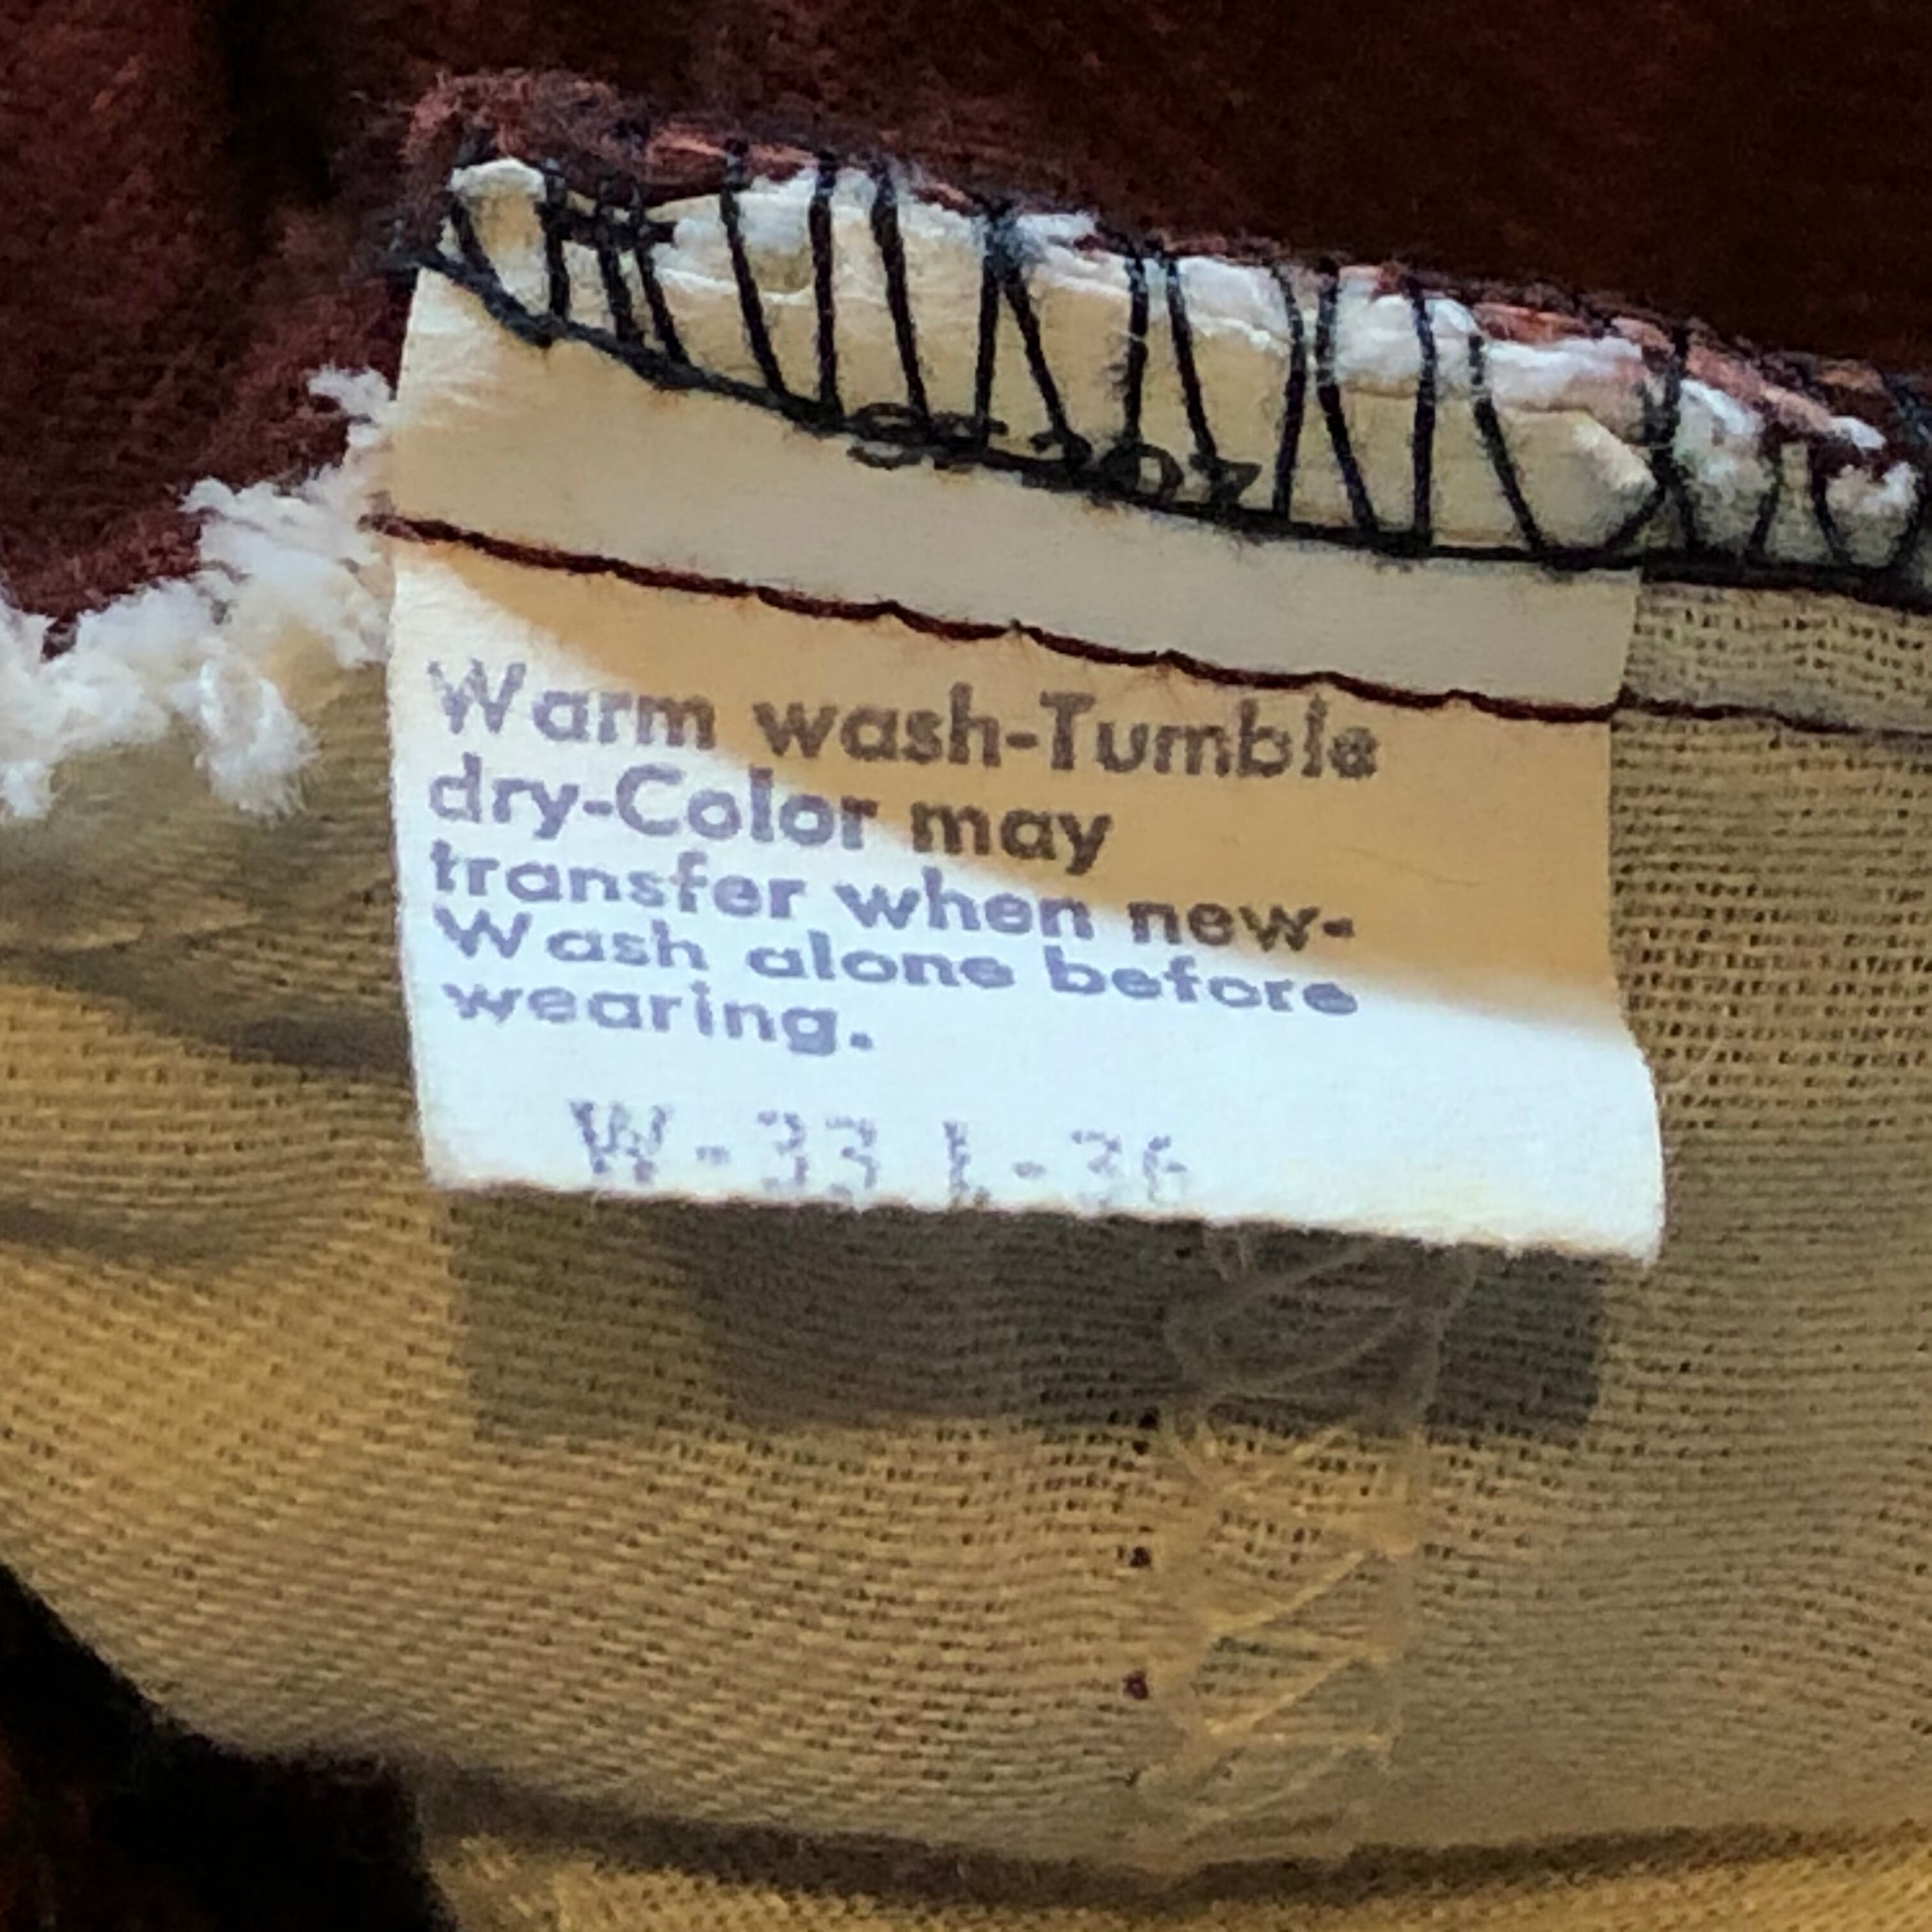 Warm wash-Tumble
dry-Color may
transfer when new-
Wash alone before
wearing.
W-33 L-36